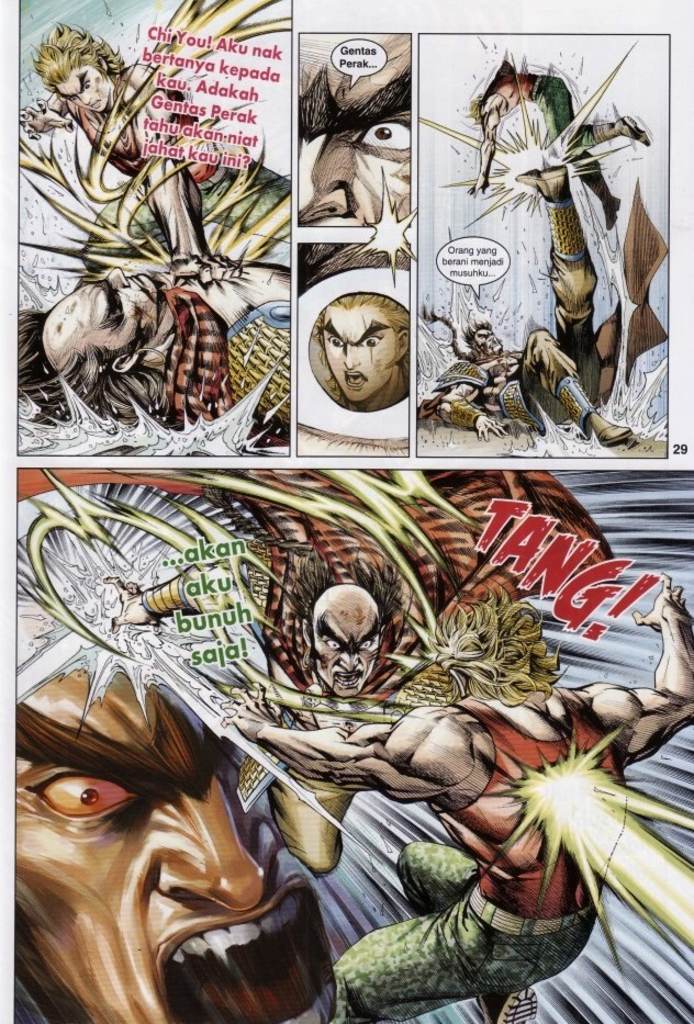 Chi You! Aku nak
bertanya kepada
kau. Adakah
Gentas Perak
tahu akan niat
jahat kau ini?
Gentas
Perak...
Orang yang
berani menjadi
musuhku...
29
...akan
aku
bunuh
saja!
TANG!